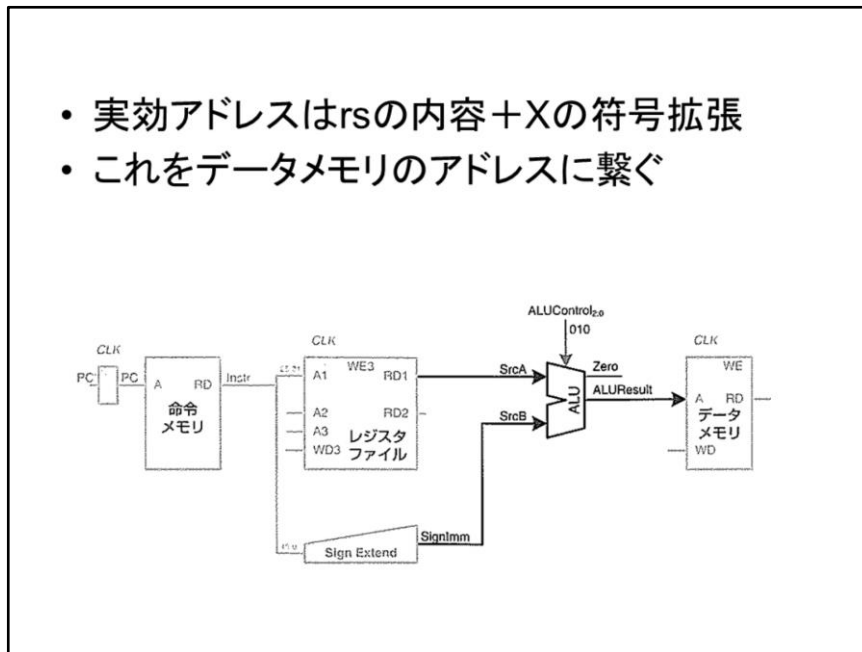 • 実効アドレスはrsの内容＋Xの符号拡張
• これをデータメモリのアドレスに繋ぐ
ALUControl2:0
010
CLK
CLK
CLK
PC'
PC
A
RD
命令
メモリ
Instr
25:21
A1
WE3
RD1
A2
RD2
A3
WD3
レジスタ
ファイル
SrcA
SrcB
ALU
Zero
ALUResult
WE
A
RD
データ
メモリ
WD
15:0
Sign Extend
SignImm